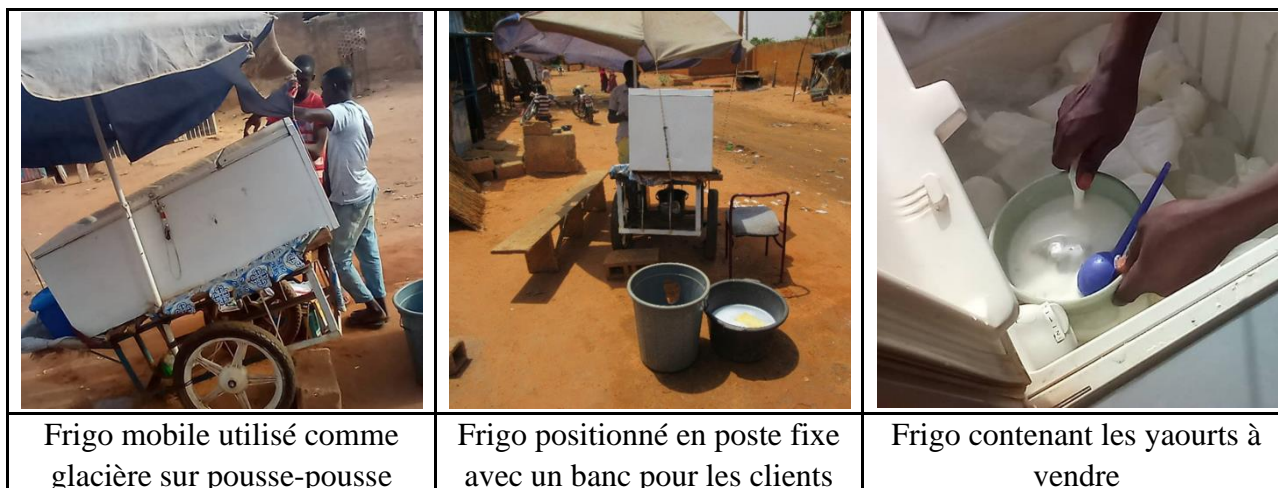 Frigo mobile utilisé comme
glacière sur pousse-pousse
Frigo positionné en poste fixe
avec un banc pour les clients
Frigo contenant les yaourts à
vendre